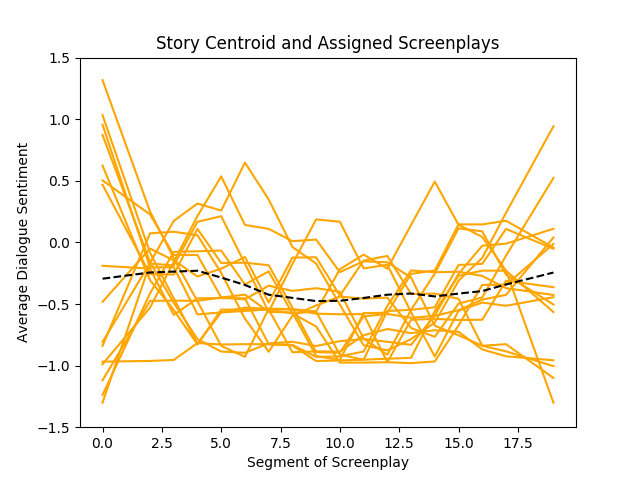 Story Centroid and Assigned Screenplays
1.5
1.0
0.5
0.0
−0.5
−1.0
−1.5
Average Dialogue Sentiment
0.0 2.5 5.0 7.5 10.0 12.5 15.0 17.5
Segment of Screenplay